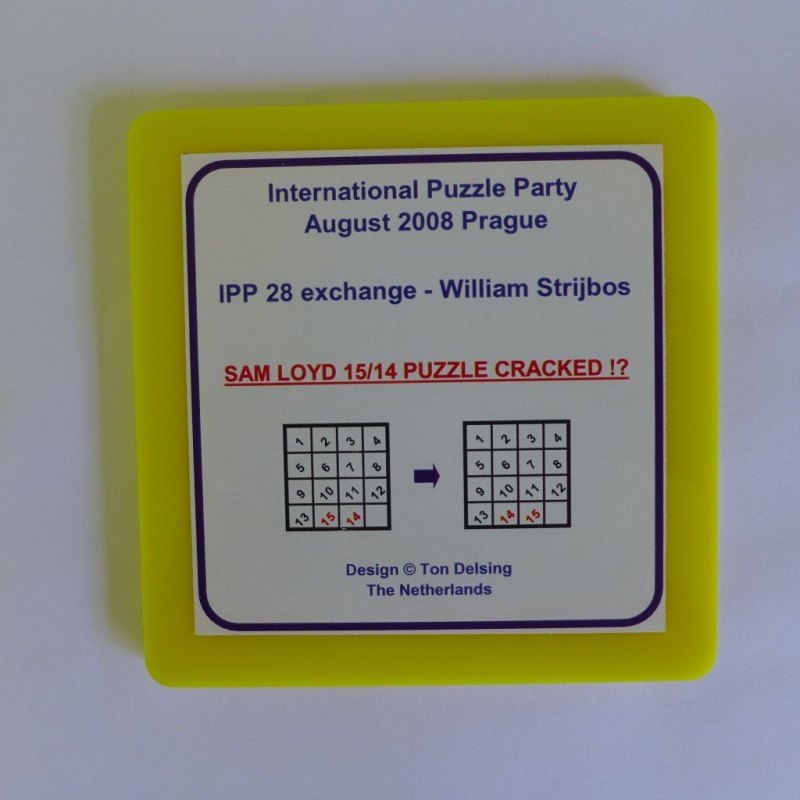 International Puzzle Party
August 2008 Prague
IPP 28 exchange - William Strijbos
SAM LOYD 15/14 PUZZLE CRACKED !?
1 2 3 4
5 6 7 8
9 10 11 12
13 15 14
1 2 3 4
5 6 7 8
9 10 11 12
13 14 15
Design © Ton Delsing
The Netherlands